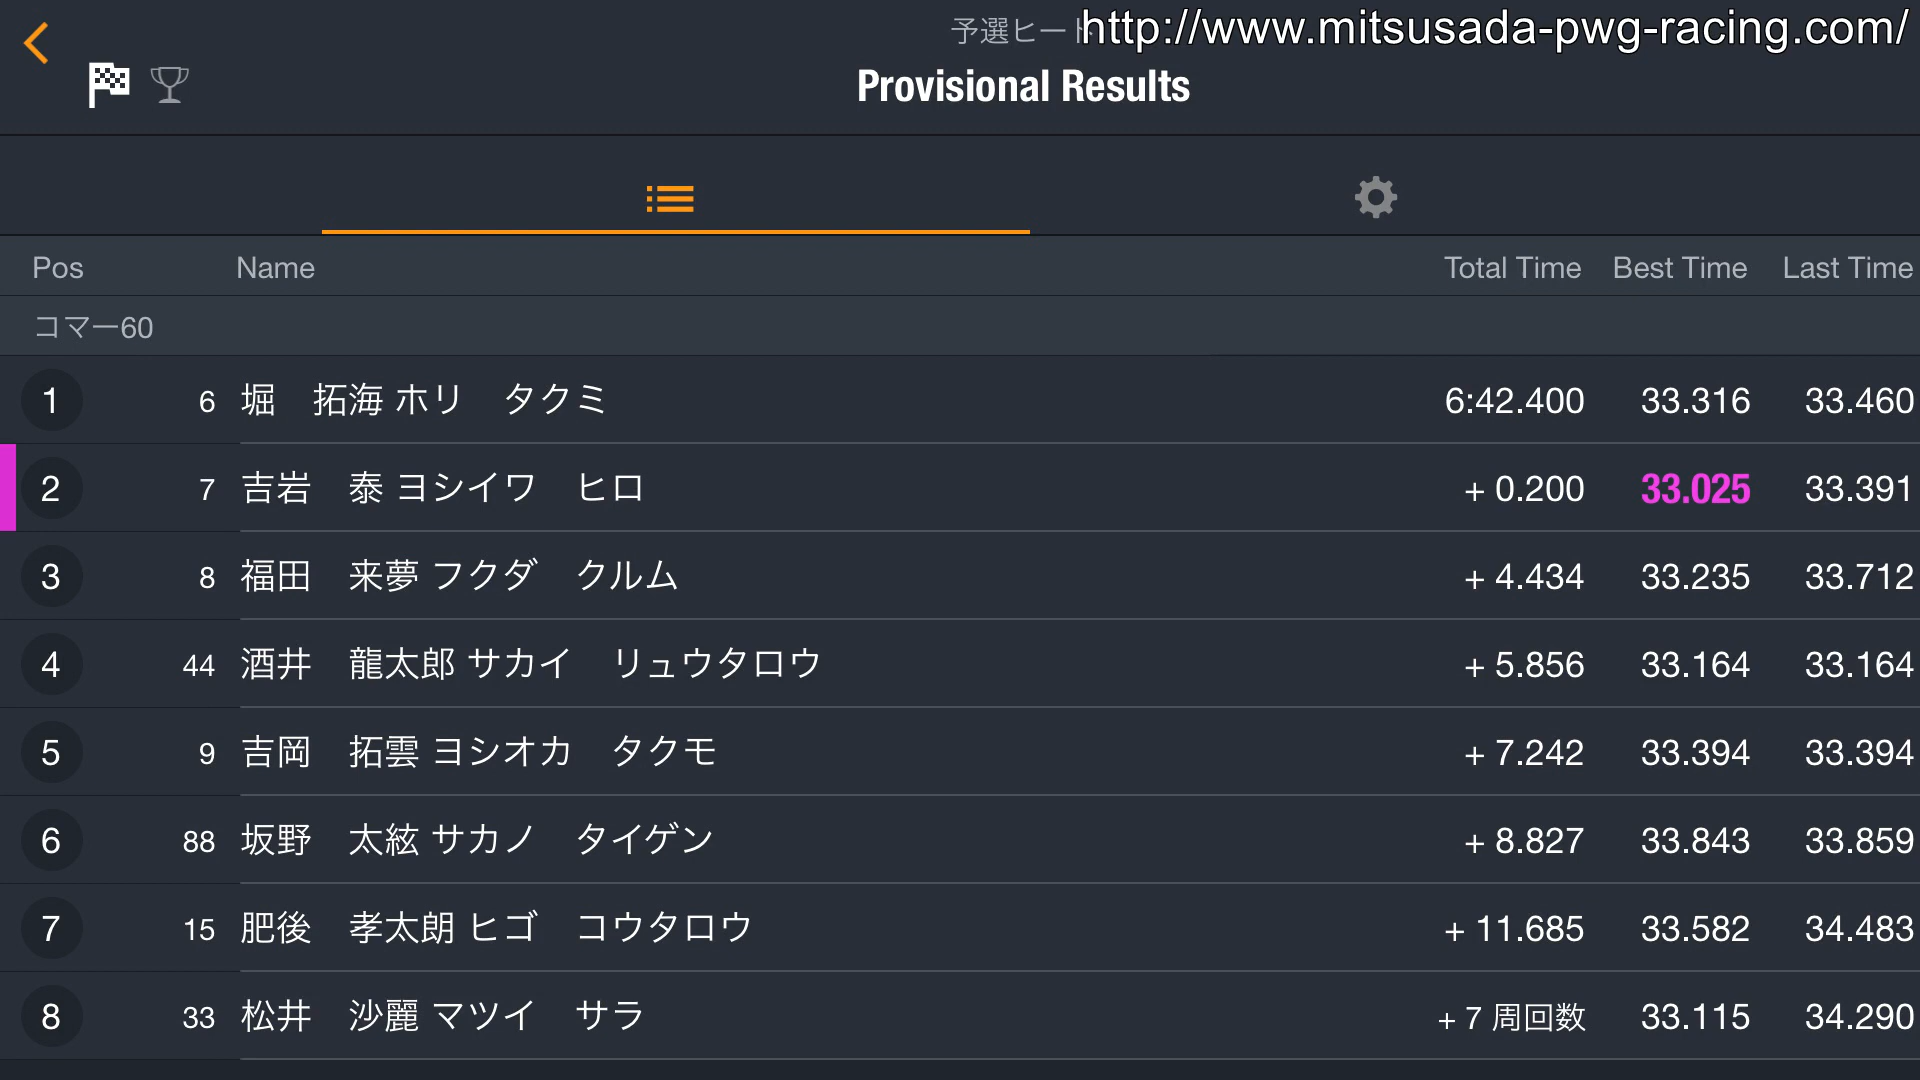 予選ヒート
http://www.mitsusada-pwg-racing.com/
Provisional Results
Pos Name Total Time Best Time Last Time
コマー60
1 6 堀　拓海 ホリ　タクミ 6:42.400 33.316 33.460
2 7 吉岩　泰 ヨシイワ　ヒロ + 0.200 33.025 33.391
3 8 福田　来夢 フクダ　クルム + 4.434 33.235 33.712
4 44 酒井　龍太郎 サカイ　リュウタロウ + 5.856 33.164 33.164
5 9 吉岡　拓雲 ヨシオカ　タクモ + 7.242 33.394 33.394
6 88 坂野　太絃 サカノ　タイゲン + 8.827 33.843 33.859
7 15 肥後　孝太朗 ヒゴ　コウタロウ + 11.685 33.582 34.483
8 33 松井　沙麗 マツイ　サラ + 7 周回数 33.115 34.290